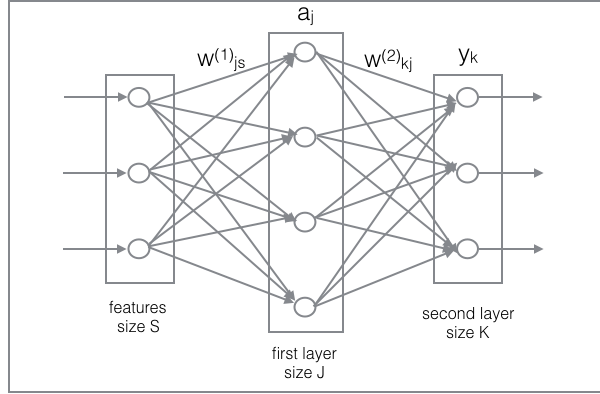 aⱼ
W⁽¹⁾ⱼₛ
W⁽²⁾ₖⱼ
yₖ
features
size S
first layer
size J
second layer
size K